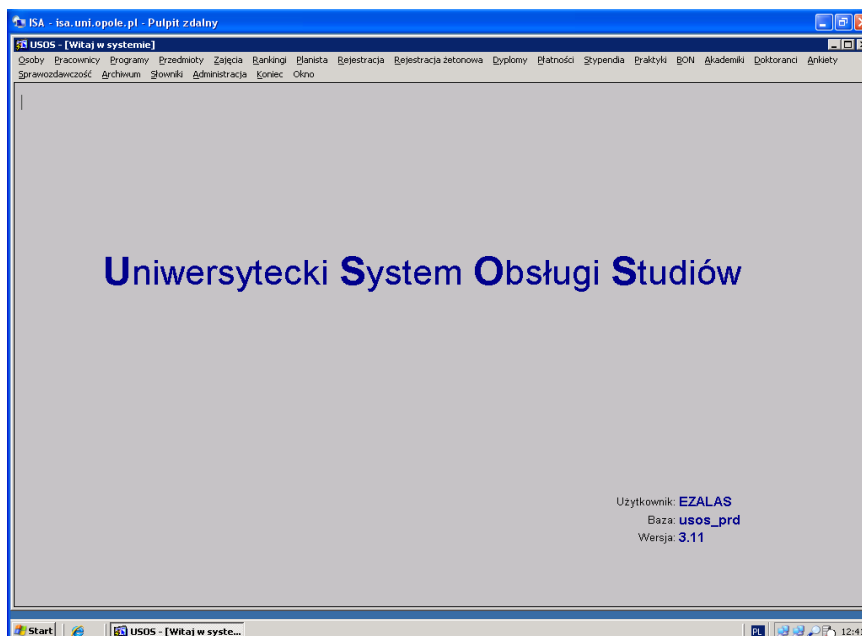 ISA - isa.uni.opole.pl - Pulpit zdalny
USOS - [Witaj w systemie]
Osoby Pracownicy Programy Przedmioty Zajęcia Rankingi Planista Rejestracja Rejestracja żetonowa Dyplomy Płatności Stypendia Praktyki BON Akademiki Doktoranci Ankiety
Sprawozdawczość Archiwum Słowniki Administracja Koniec Okno
Uniwersytecki System Obsługi Studiów
Użytkownik: EZALAS
Baza: usos_prd
Wersja: 3.11
Start USOS - [Witaj w syste... PL